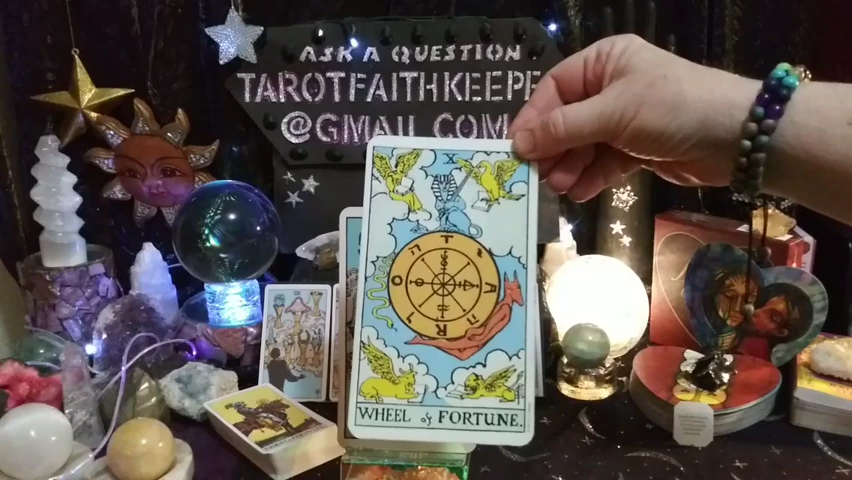 ASK A QUESTION
TAROTFAITHKEEPE
@GMAIL.COM
X
T
A
R
O
WHEEL of FORTUNE.